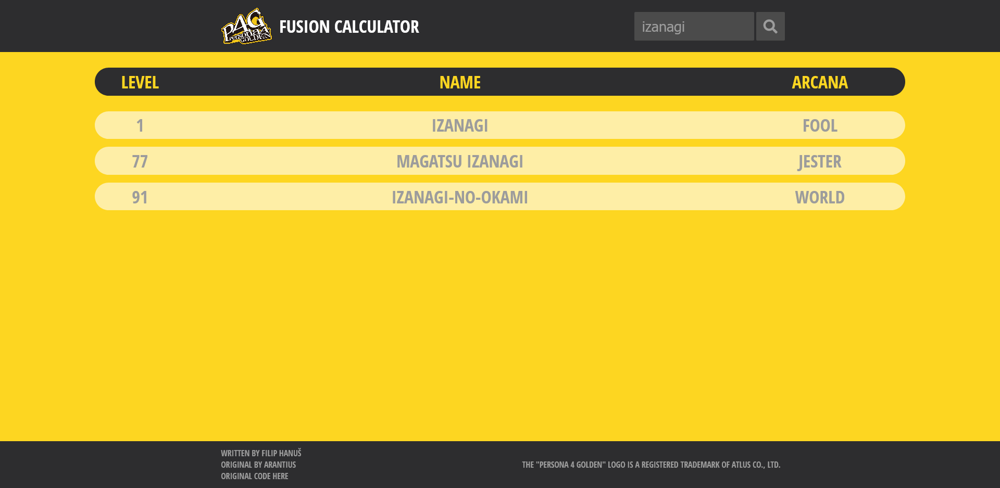 P4G
Persona4
GOLDEN
FUSION CALCULATOR
izanagi
LEVEL NAME ARCANA
1 IZANAGI FOOL
77 MAGATSU IZANAGI JESTER
91 IZANAGI-NO-OKAMI WORLD
WRITTEN BY FILIP HANUŠ
ORIGINAL BY ARANTIUS
ORIGINAL CODE HERE
THE "PERSONA 4 GOLDEN" LOGO IS A REGISTERED TRADEMARK OF ATLUS CO., LTD.